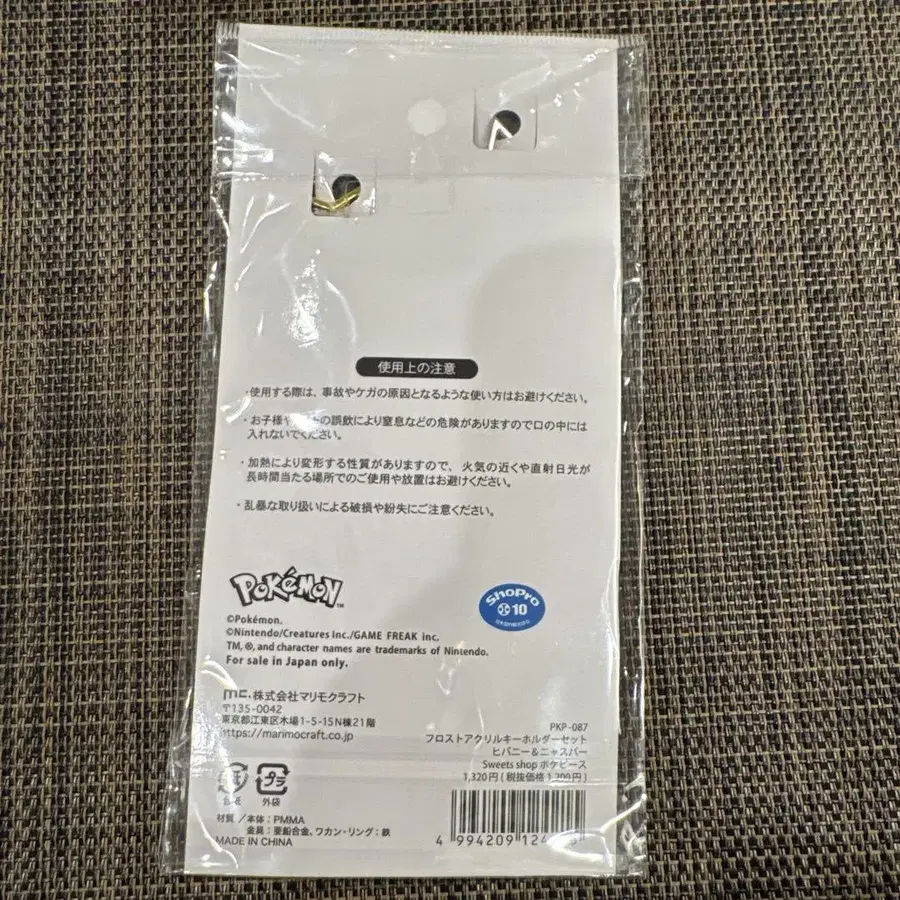 使用上の注意
・使用する際は、事故やケガの原因となるような使い方はお避けください。
・お子様や の誤飲により窒息などの危険がありますので口の中には
入れないでください。
・加熱により変形する性質がありますので、火気の近くや直射日光が
長時間当たる場所でのご使用や放置はお避けください。
・乱暴な取り扱いによる破損や紛失にご注意ください。
POKéMON™
ShoPro
10
©Pokémon.
©Nintendo/Creatures Inc./GAME FREAK inc.
TM, ®, and character names are trademarks of Nintendo.
For sale in Japan only.
株式会社マリモクラフト
〒135-0042
東京都江東区木場1-5-15N棟21階
https://marimocraft.co.jp
PKP-087
フロストアクリルキーホルダーセット
ヒバニー＆ニャスパー
Sweets shop ポケピース
1,320円(税抜価格1,200円)
プラ
外袋
材質／本体：PMMA
金具：亜鉛合金、ワカン・リング：鉄
MADE IN CHINA
4 994209 124